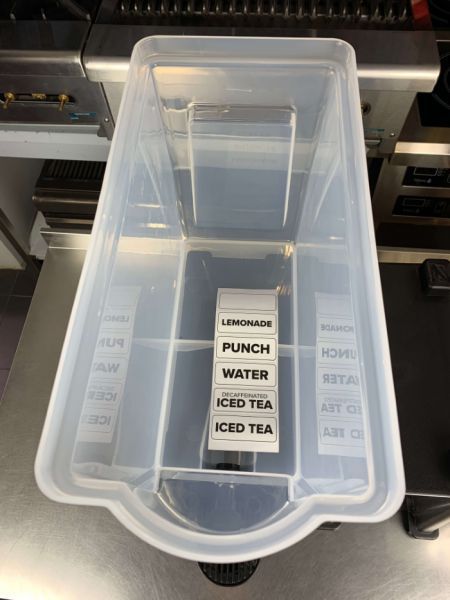 LEMONADE
PUNCH
WATER
DECAFFEINATED
ICED TEA
ICED TEA